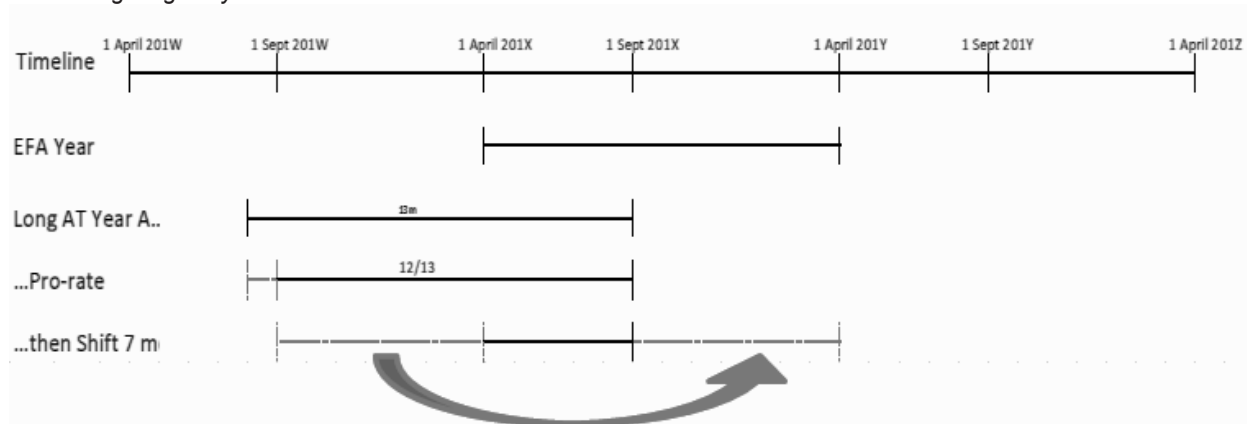 1 April 201W 1 Sept 201W 1 April 201X 1 Sept 201X 1 April 201Y 1 Sept 201Y 1 April 201Z
Timeline
EFA Year
13m
Long AT Year A..
12/13
...Pro-rate
...then Shift 7 m